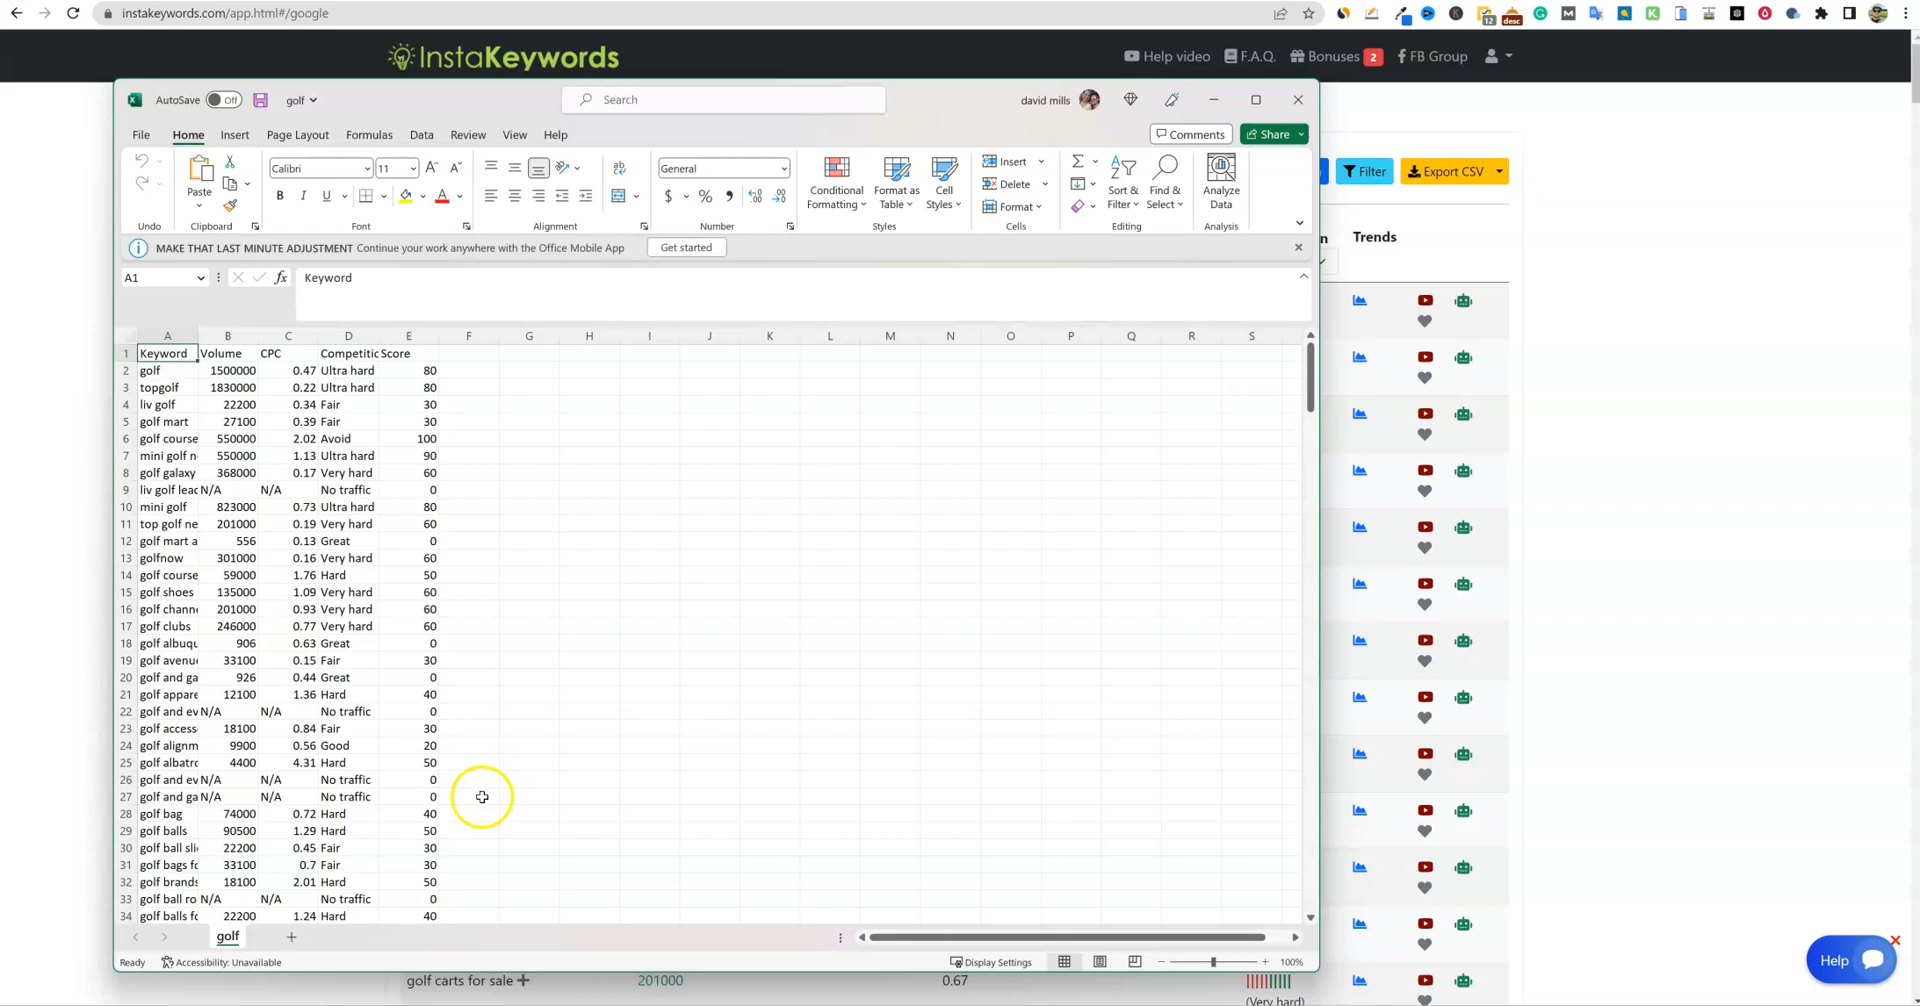 instakeywords.com/app.html#/google
12
desc
InstaKeywords
Help video F.A.Q. Bonuses 2 FB Group
AutoSave Off golf Search david mills
File Home Insert Page Layout Formulas Data Review View Help Comments Share
Filter Export CSV
Paste Calibri 11 General Conditional Formatting Format as Table Cell Styles Insert Delete Format Sort & Filter Find & Select Analyze Data
Undo Clipboard Font Alignment Number Styles Cells Editing Analysis
MAKE THAT LAST MINUTE ADJUSTMENT Continue your work anywhere with the Office Mobile App Get started
n Trends
A1 fx Keyword
A B C D E F G H I J K L M N O P Q R S
1 Keyword Volume CPC Competitic Score
2 golf 1500000 0.47 Ultra hard 80
3 topgolf 1830000 0.22 Ultra hard 80
4 liv golf 22200 0.34 Fair 30
5 golf mart 27100 0.39 Fair 30
6 golf course 550000 2.02 Avoid 100
7 mini golf n 550000 1.13 Ultra hard 90
8 golf galaxy 368000 0.17 Very hard 60
9 liv golf leac N/A N/A No traffic 0
10 mini golf 823000 0.73 Ultra hard 80
11 top golf ne 201000 0.19 Very hard 60
12 golf mart a 556 0.13 Great 0
13 golfnow 301000 0.16 Very hard 60
14 golf course 59000 1.76 Hard 50
15 golf shoes 135000 1.09 Very hard 60
16 golf chann 201000 0.93 Very hard 60
17 golf clubs 246000 0.77 Very hard 60
18 golf albuqu 906 0.63 Great 0
19 golf avenu 33100 0.15 Fair 30
20 golf and ga 926 0.44 Great 0
21 golf appare 12100 1.36 Hard 40
22 golf and ev N/A N/A No traffic 0
23 golf access 18100 0.84 Fair 30
24 golf alignm 9900 0.56 Good 20
25 golf albatro 4400 4.31 Hard 50
26 golf and ev N/A N/A No traffic 0
27 golf and ga N/A N/A No traffic 0
28 golf bag 74000 0.72 Hard 40
29 golf balls 90500 1.29 Hard 50
30 golf ball sli 22200 0.45 Fair 30
31 golf bags fo 33100 0.7 Fair 30
32 golf brands 18100 2.01 Hard 50
33 golf ball ro N/A N/A No traffic 0
34 golf balls fo 22200 1.24 Hard 40
golf
Ready Accessibility: Unavailable Display Settings 100%
Help
golf carts for sale 201000 0.67
(Very hard)